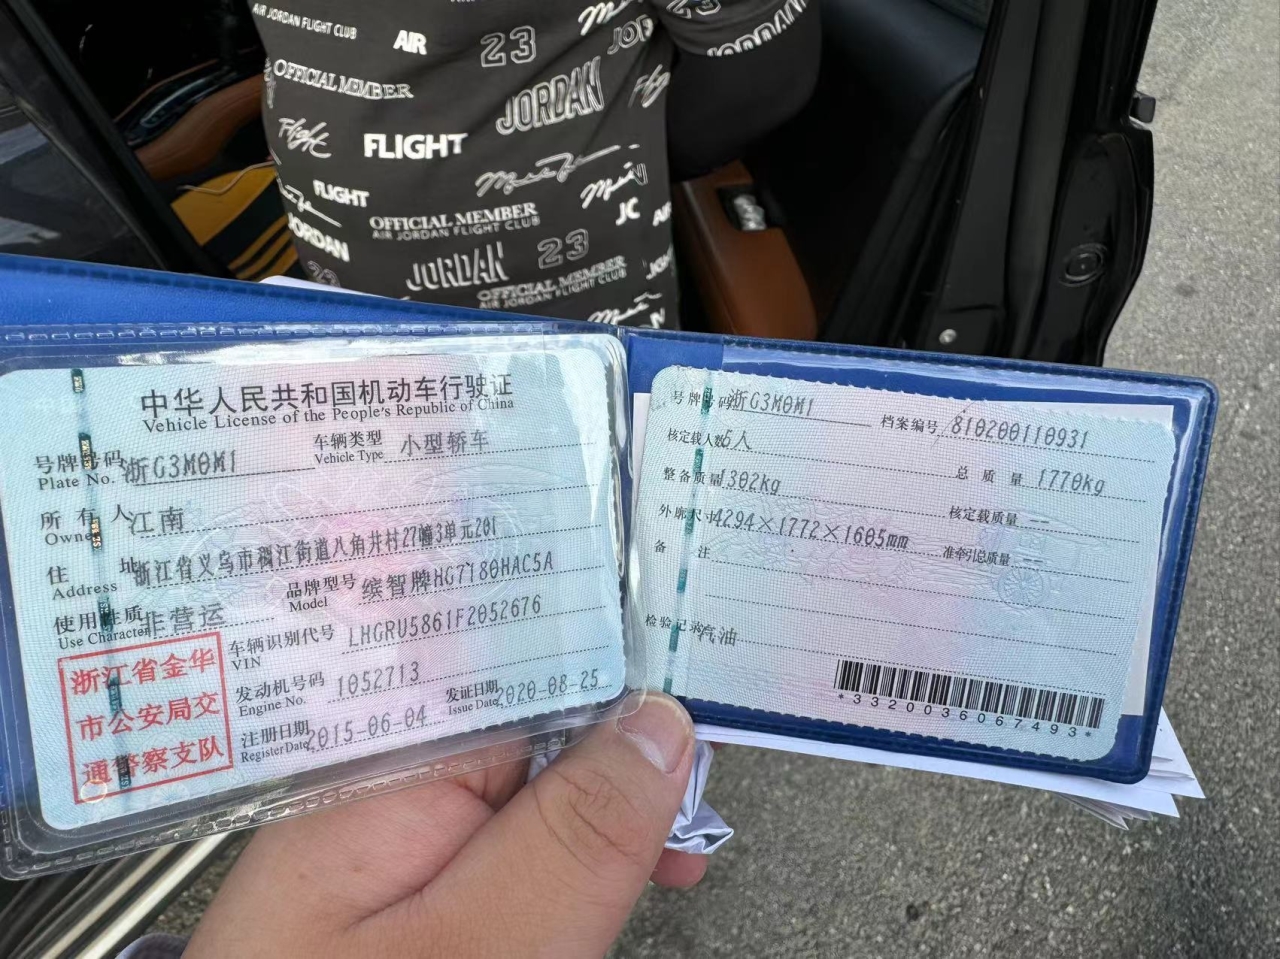 AIR JORDAN FLIGHT CLUB
AIR
23
JORDAN
OFFICIAL MEMBER
JORDAN
Flight
FLIGHT
FLIGHT
OFFICIAL MEMBER
AIR JORDAN FLIGHT CLUB
JC
JORDAN
JORDAN
23
23
OFFICIAL MEMBER
AIR JORDAN FLIGHT CLUB
中华人民共和国机动车行驶证
Vehicle License of the People's Republic of China
号牌号码 浙G3M0M1 车辆类型 小型轿车
Plate No. Vehicle Type
所有人 江南
Owner
住址 浙江省义乌市稠江街道八角井村27幢3单元201
Address
使用性质 非营运 品牌型号 缤智牌HG7180HAC5A
Use Character Model
浙江省金华
市公安局交
通警察支队
车辆识别代号 LHGRU5861F2052676
VIN
发动机号码 1052713
Engine No.
注册日期 2015-06-04 发证日期 2020-08-25
Register Date Issue Date
号牌号码 浙G3M0M1 档案编号 810200110931
核定载人数 5人 总质量 1770kg
整备质量 1302kg 核定载质量 --
外廓尺寸 4294×1772×1605mm 准牵引总质量 --
备注
检验记录 汽油
*3320036067493*